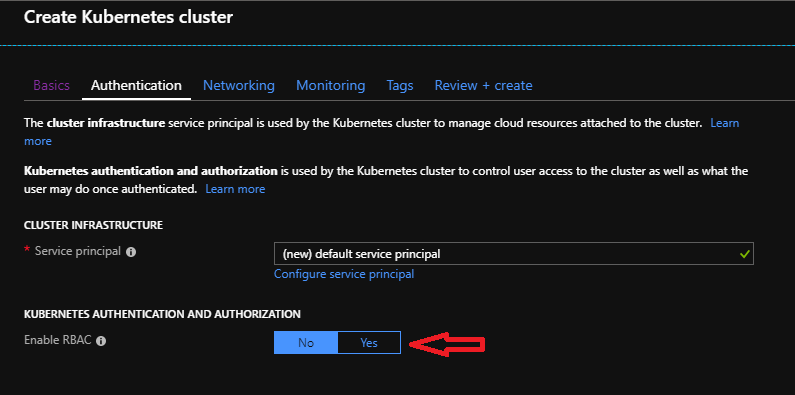 Create Kubernetes cluster
Basics Authentication Networking Monitoring Tags Review + create
The cluster infrastructure service principal is used by the Kubernetes cluster to manage cloud resources attached to the cluster. Learn
more
Kubernetes authentication and authorization is used by the Kubernetes cluster to control user access to the cluster as well as what the
user may do once authenticated. Learn more
CLUSTER INFRASTRUCTURE
* Service principal (new) default service principal
Configure service principal
KUBERNETES AUTHENTICATION AND AUTHORIZATION
Enable RBAC No Yes